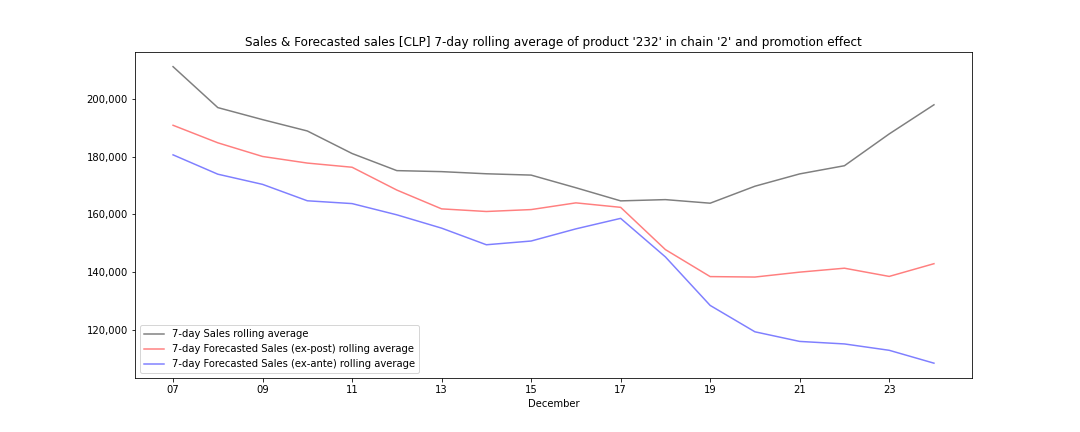 Sales & Forecasted sales [CLP] 7-day rolling average of product '232' in chain '2' and promotion effect
200,000
180,000
160,000
140,000
120,000
7-day Sales rolling average
7-day Forecasted Sales (ex-post) rolling average
7-day Forecasted Sales (ex-ante) rolling average
07 09 11 13 15 17 19 21 23
December